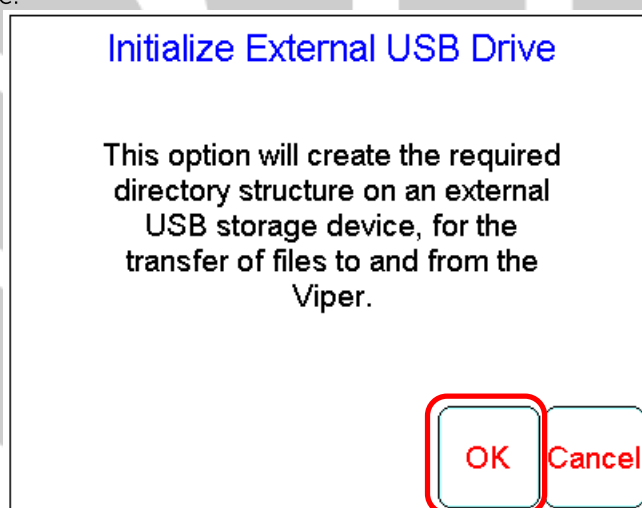 Initialize External USB Drive
This option will create the required
directory structure on an external
USB storage device, for the
transfer of files to and from the
Viper.
OK Cancel